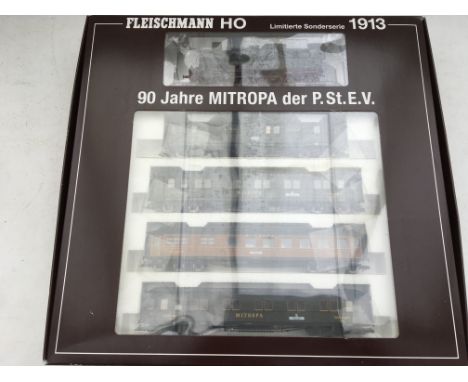 FLEISCHMANN HO Limitierte Sonderserie 1913
90 Jahre MITROPA der P.St.E.V.
MITROPA